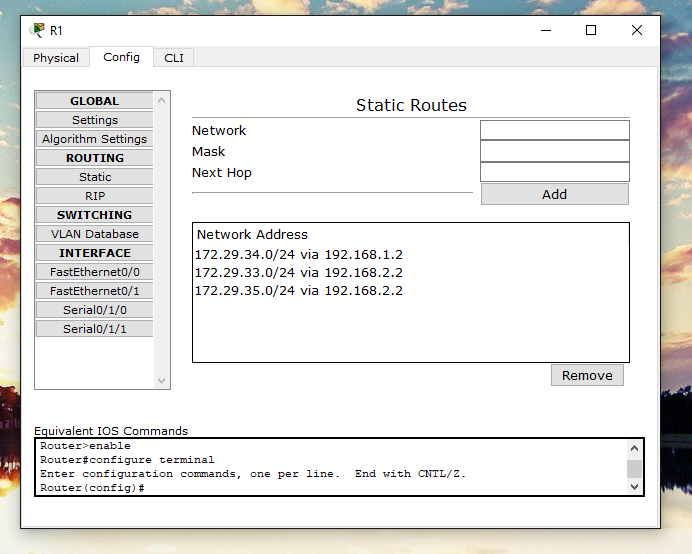 R1
Physical Config CLI
GLOBAL
Settings
Algorithm Settings
ROUTING
Static
RIP
SWITCHING
VLAN Database
INTERFACE
FastEthernet0/0
FastEthernet0/1
Serial0/1/0
Serial0/1/1
Static Routes
Network
Mask
Next Hop
Add
Network Address
172.29.34.0/24 via 192.168.1.2
172.29.33.0/24 via 192.168.2.2
172.29.35.0/24 via 192.168.2.2
Remove
Equivalent IOS Commands
Router>enable
Router#configure terminal
Enter configuration commands, one per line.  End with CNTL/Z.
Router(config)#